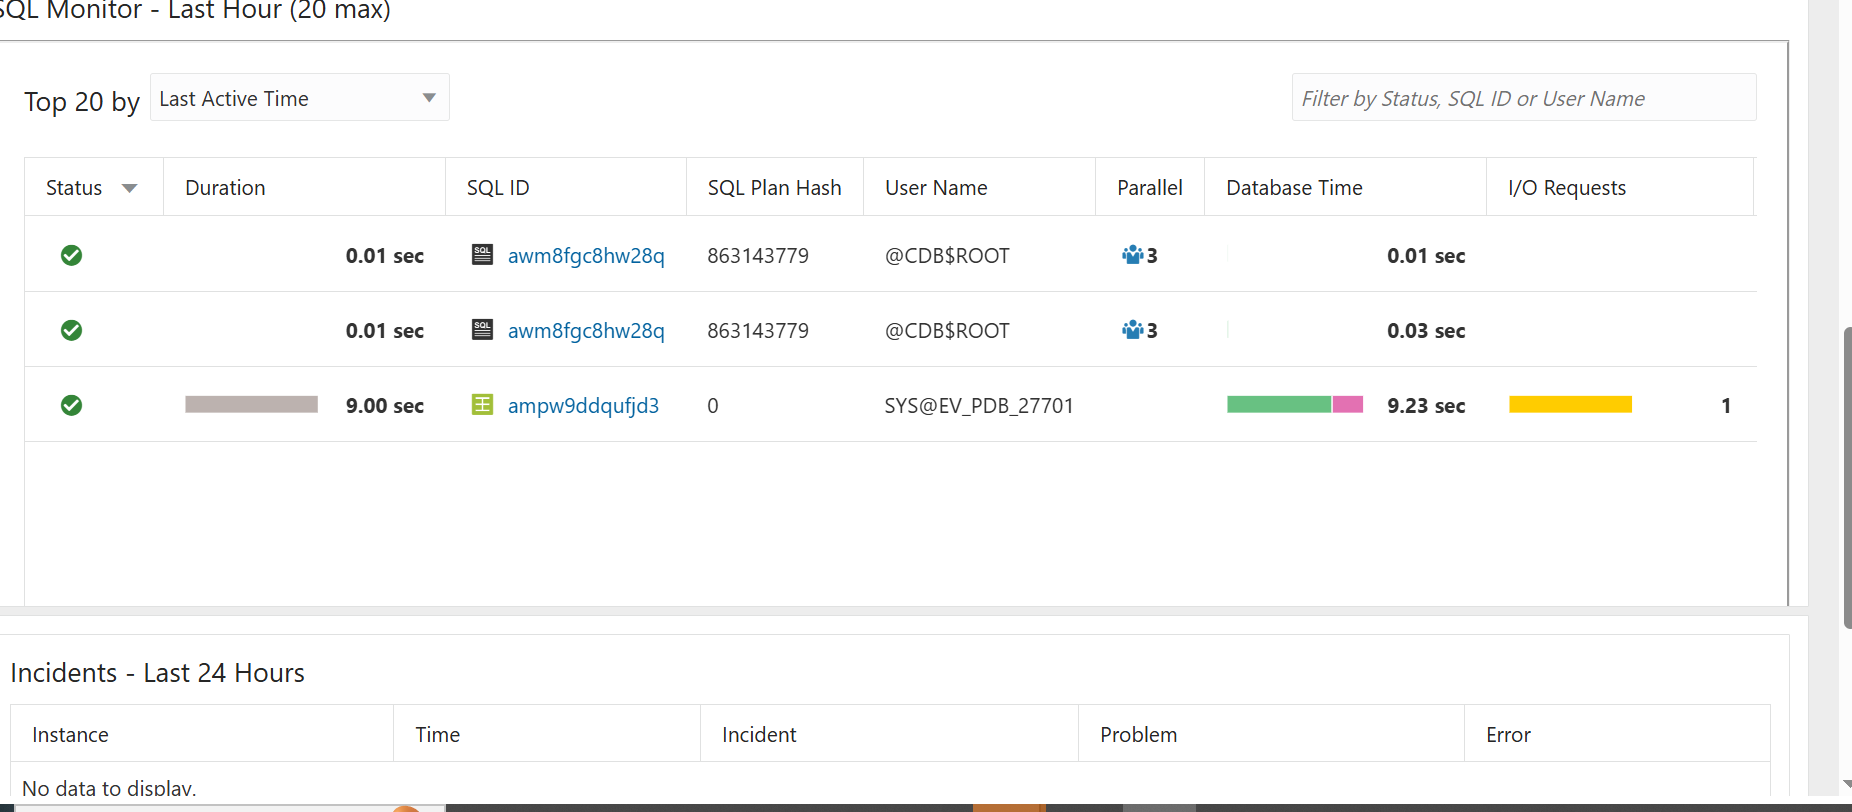 SQL Monitor - Last Hour (20 max)
Top 20 by Last Active Time Filter by Status, SQL ID or User Name
Status Duration SQL ID SQL Plan Hash User Name Parallel Database Time I/O Requests
0.01 sec SQL awm8fgc8hw28q 863143779 @CDB$ROOT 3 0.01 sec
0.01 sec SQL awm8fgc8hw28q 863143779 @CDB$ROOT 3 0.03 sec
9.00 sec ampw9ddqufjd3 0 SYS@EV_PDB_27701 9.23 sec 1
Incidents - Last 24 Hours
Instance Time Incident Problem Error
No data to display.